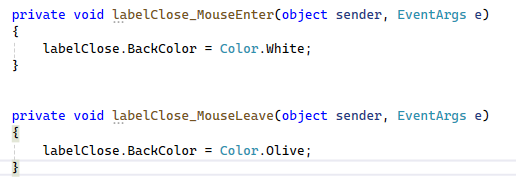 private void labelClose_MouseEnter(object sender, EventArgs e)
{
    labelClose.BackColor = Color.White;
}

private void labelClose_MouseLeave(object sender, EventArgs e)
{
    labelClose.BackColor = Color.Olive;
}